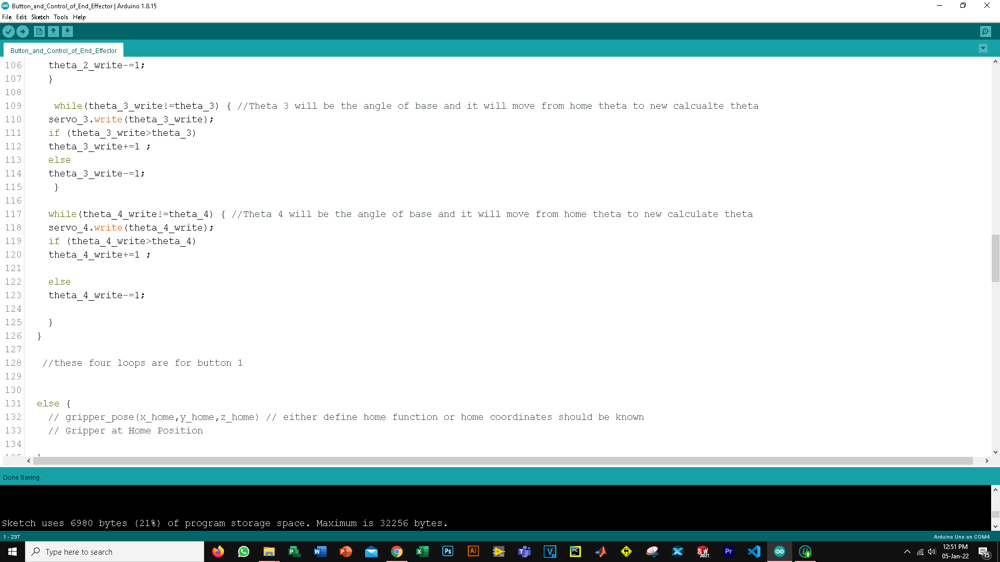 Button_and_Control_of_End_Effector | Arduino 1.8.15
File Edit Sketch Tools Help
Button_and_Control_of_End_Effector
106 theta_2_write-=1;
107 }
108
109 while(theta_3_write!=theta_3) { //Theta 3 will be the angle of base and it will move from home theta to new calcualte theta
110 servo_3.write(theta_3_write);
111 if (theta_3_write>theta_3)
112 theta_3_write+=1 ;
113 else
114 theta_3_write-=1;
115 }
116
117 while(theta_4_write!=theta_4) { //Theta 4 will be the angle of base and it will move from home theta to new calculate theta
118 servo_4.write(theta_4_write);
119 if (theta_4_write>theta_4)
120 theta_4_write+=1 ;
121
122 else
123 theta_4_write-=1;
124
125 }
126 }
127
128 //these four loops are for button 1
129
130
131 else {
132 // gripper_pose(x_home,y_home,z_home) // either define home function or home coordinates should be known
133 // Gripper at Home Position
134
Done Saving.
Sketch uses 6980 bytes (21%) of program storage space. Maximum is 32256 bytes.
1 - 237
Arduino Uno on COM4
Type here to search
12:51 PM
05-Jan-22
15